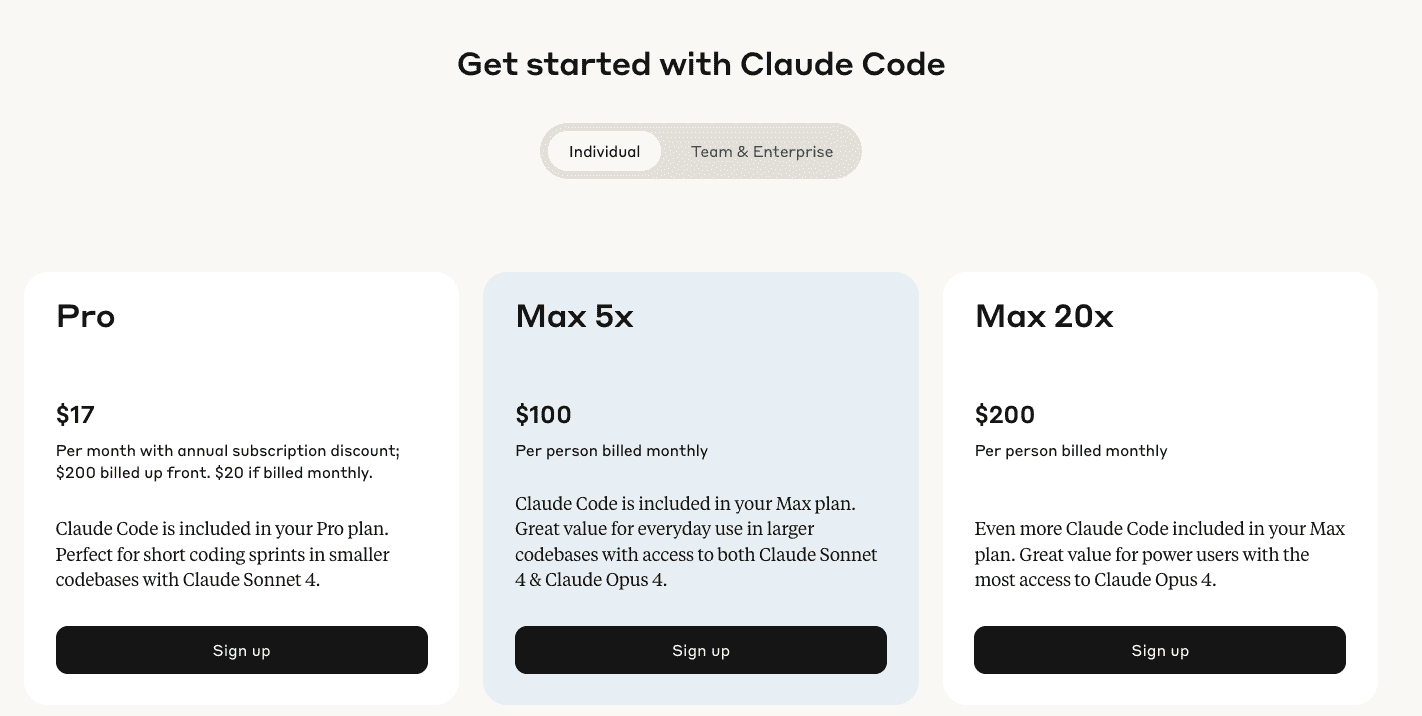 Get started with Claude Code
Individual
Team & Enterprise
Pro
$17
Per month with annual subscription discount;
$200 billed up front. $20 if billed monthly.
Claude Code is included in your Pro plan.
Perfect for short coding sprints in smaller
codebases with Claude Sonnet 4.
Sign up
Max 5x
$100
Per person billed monthly
Claude Code is included in your Max plan.
Great value for everyday use in larger
codebases with access to both Claude Sonnet
4 & Claude Opus 4.
Sign up
Max 20x
$200
Per person billed monthly
Even more Claude Code included in your Max
plan. Great value for power users with the
most access to Claude Opus 4.
Sign up